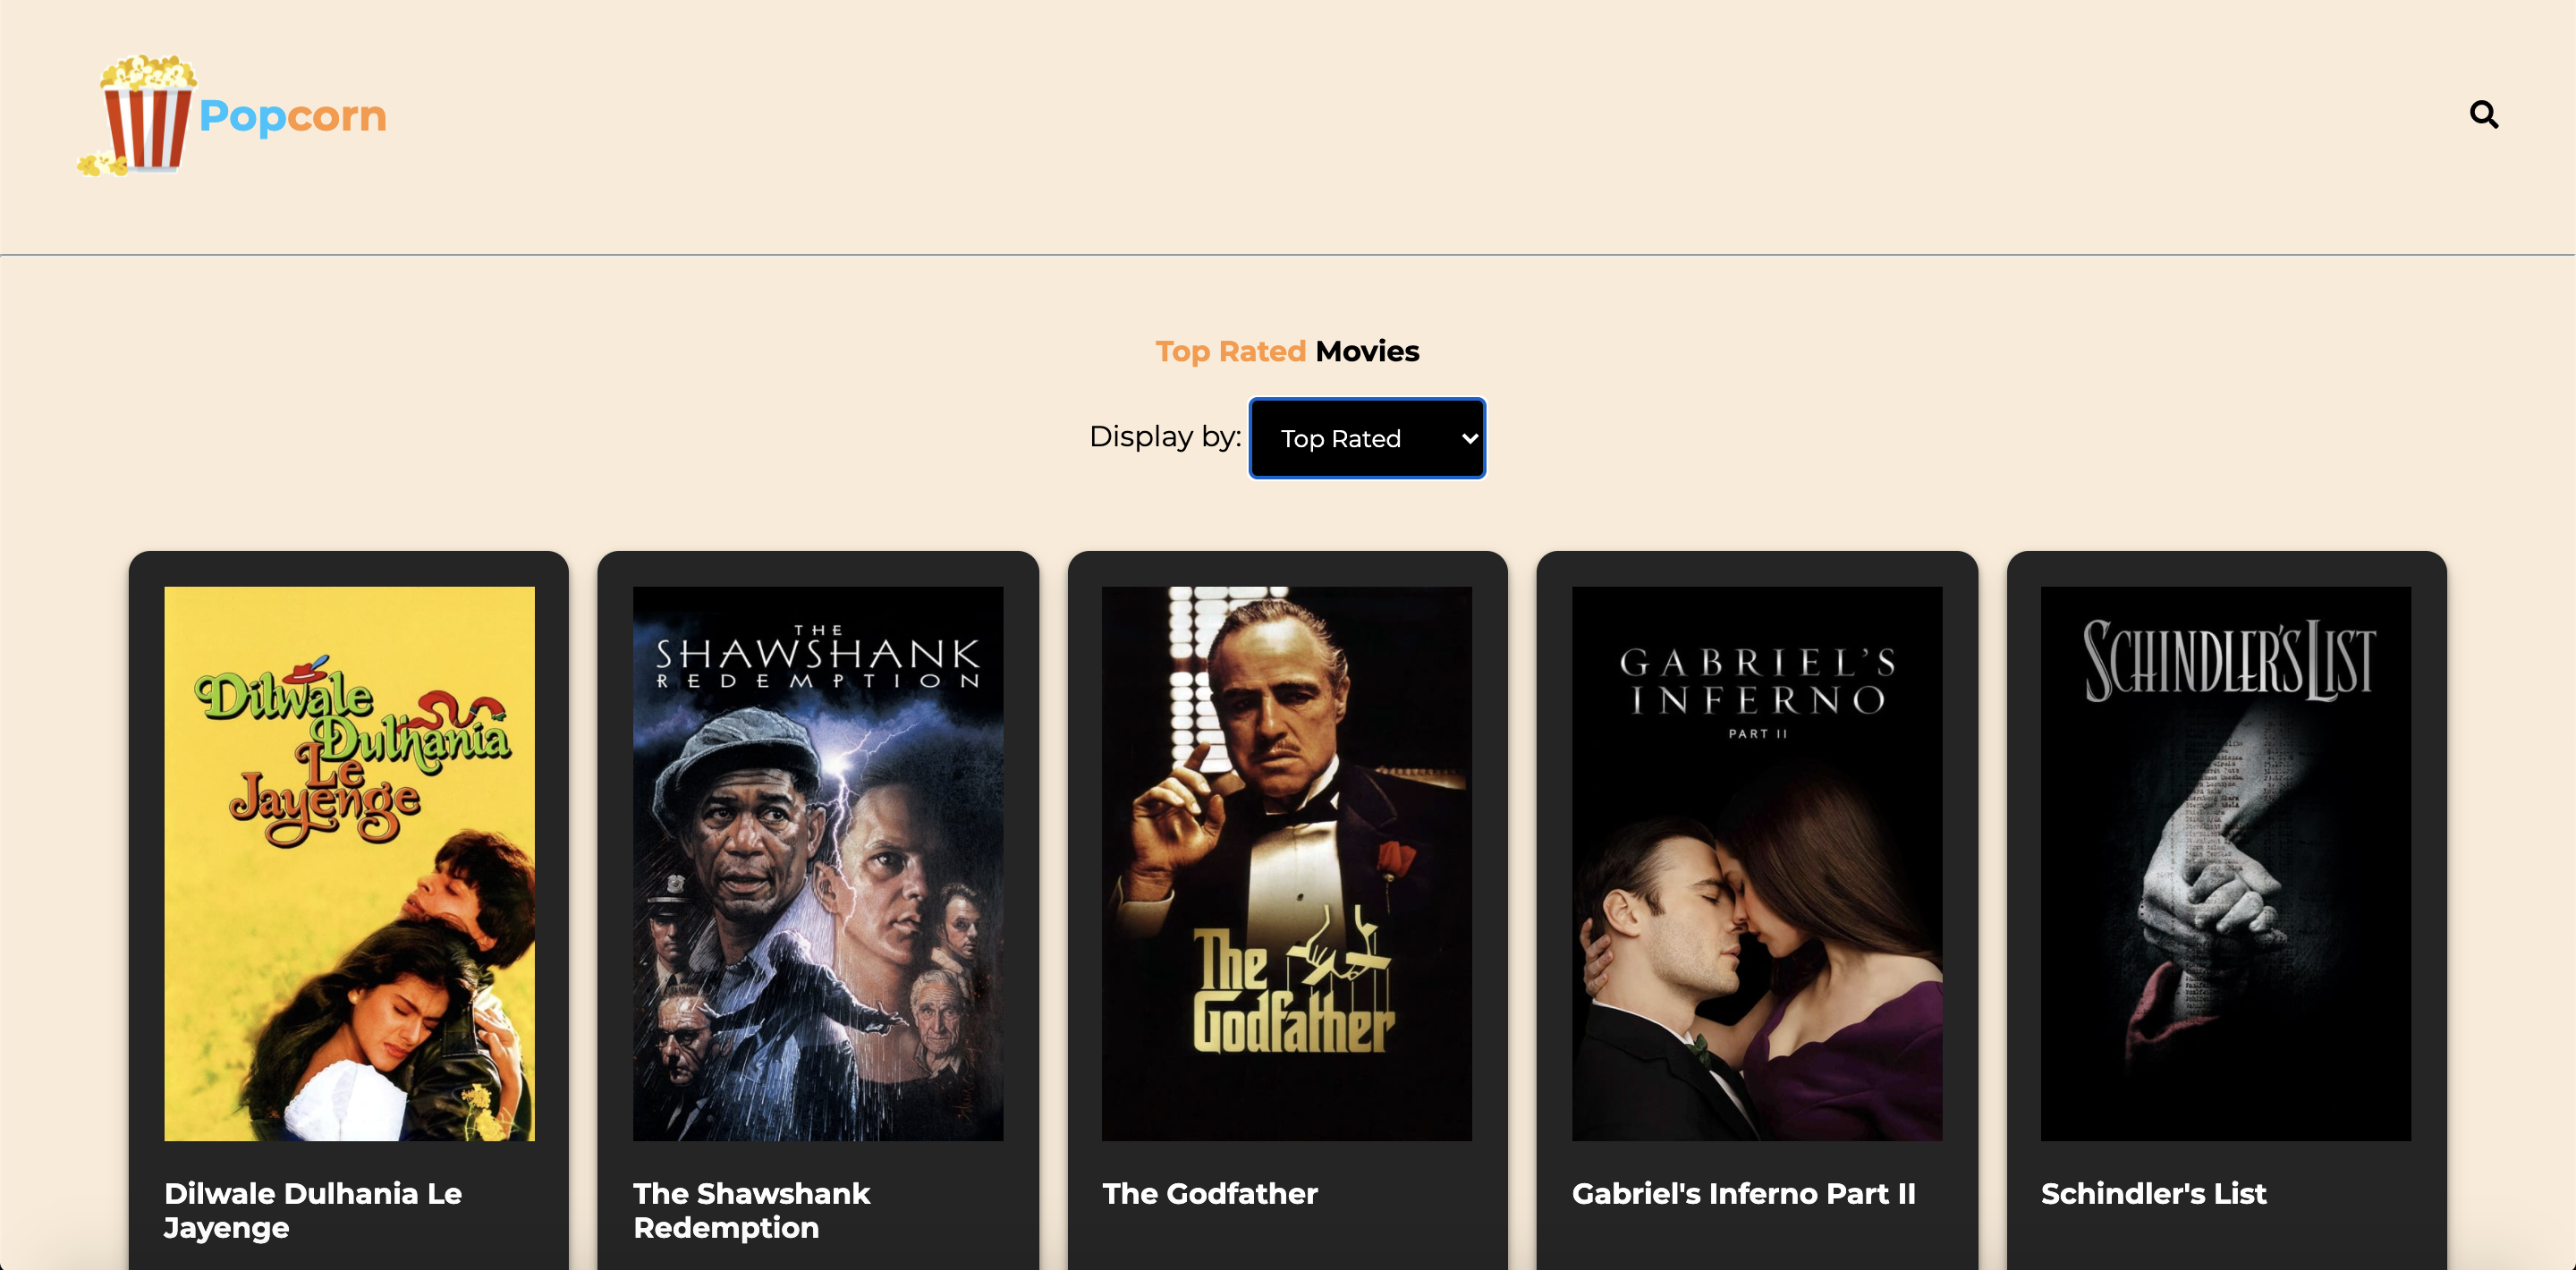 Popcorn
Top Rated Movies
Display by: Top Rated
Dilwale
Dulhania
Le
Jayenge
THE
SHAWSHANK
REDEMPTION
The
Godfather
GABRIEL'S
INFERNO
PART II
SCHINDLER'S LIST
Dilwale Dulhania Le
Jayenge
The Shawshank
Redemption
The Godfather
Gabriel's Inferno Part II
Schindler's List